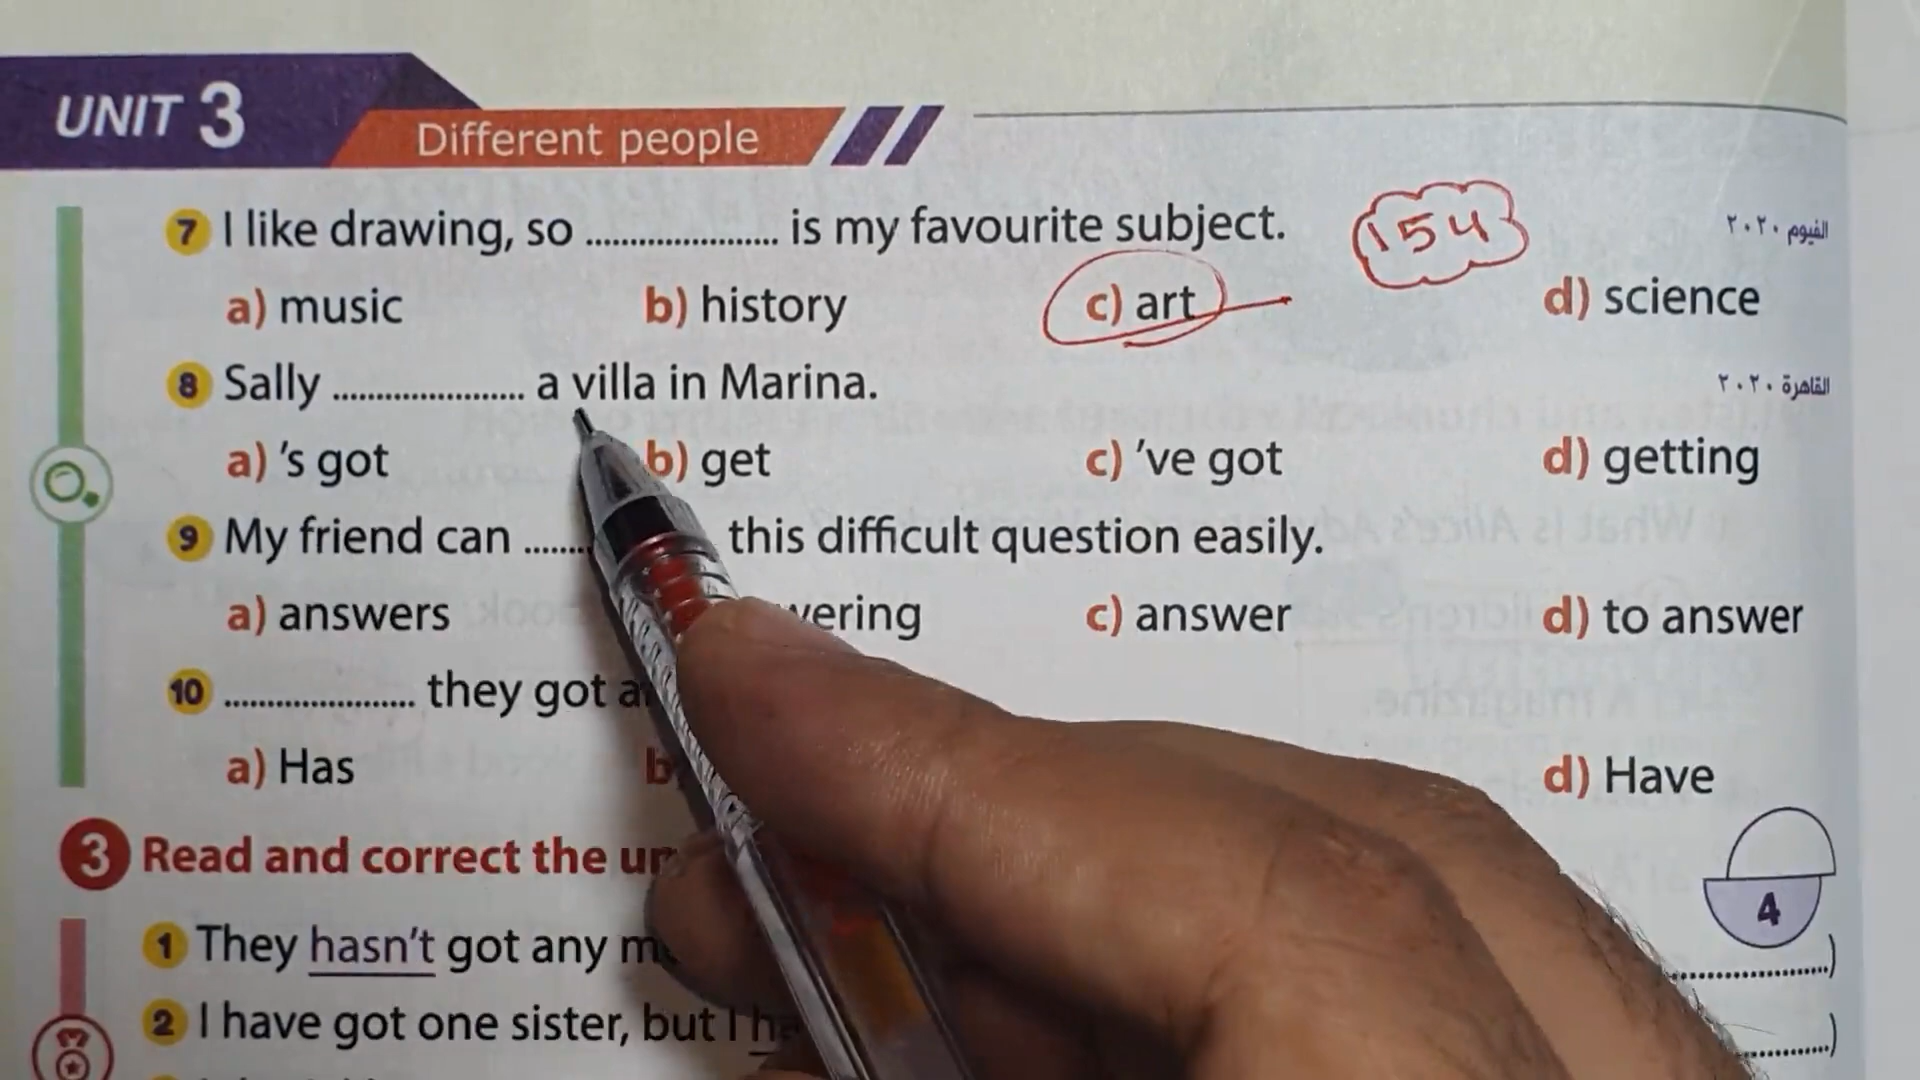 UNIT 3
Different people
7 I like drawing, so ...................... is my favourite subject. 154 الفيوم ٢٠٢٠
a) music b) history c) art d) science
8 Sally ...................... a villa in Marina. القاهرة ٢٠٢٠
a) 's got b) get c) 've got d) getting
9 My friend can ........ this difficult question easily.
a) answers c) answer d) to answer
10 ...................... they got
a) Has b) d) Have
4
3 Read and correct the
1 They hasn't got any
2 I have got one sister, but I